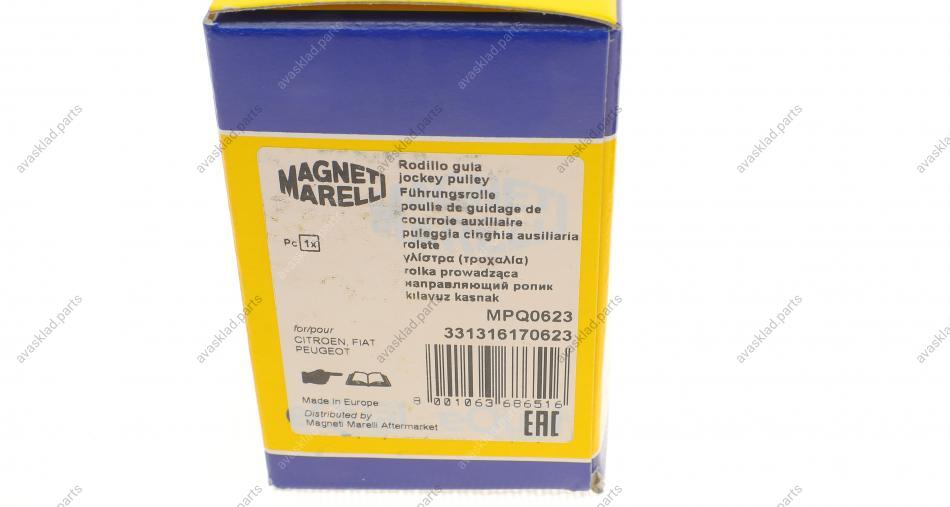 MAGNETI
MARELLI
Rodillo guia
jockey pulley
Führungsrolle
poulie de guidage de
courroie auxiliaire
puleggia cinghia ausiliaria
rolete
γλίστρα (τροχαλία)
rolka prowadząca
направляющий ролик
kılavuz kasnak
Pc 1x
MPQ0623
331316170623
for/pour
CITROEN, FIAT
PEUGEOT
8 001063 686516
Made in Europe
Distributed by
Magneti Marelli Aftermarket
EAC
avasklad.parts